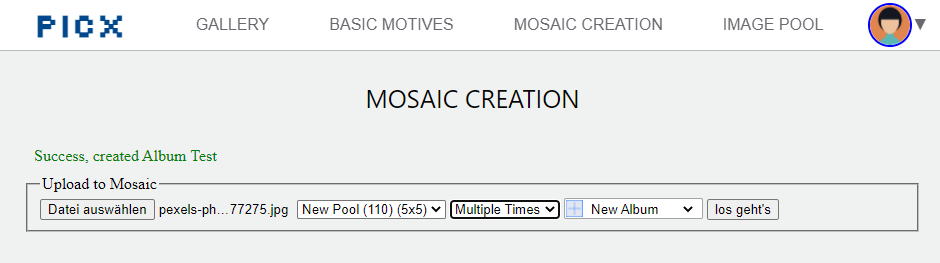 PICX GALLERY BASIC MOTIVES MOSAIC CREATION IMAGE POOL
MOSAIC CREATION
Success, created Album Test
Upload to Mosaic
Datei auswählen pexels-ph...77275.jpg New Pool (110) (5x5) Multiple Times New Album los geht's